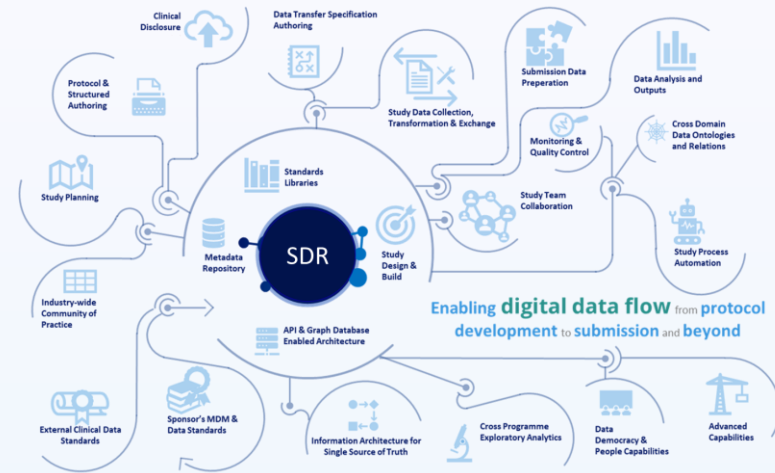 Clinical
Disclosure
Data Transfer Specification
Authoring
Protocol &
Structured
Authoring
Study Data Collection,
Transformation & Exchange
Submission Data
Preparation
Data Analysis and
Outputs
Monitoring &
Quality Control
Cross Domain
Data Ontologies
and Relations
Standards
Libraries
Study Planning
Study Team
Collaboration
Metadata
Repository
SDR
Study
Design &
Build
Study Process
Automation
Industry-wide
Community of
Practice
API & Graph Database
Enabled Architecture
Enabling digital data flow from protocol
development to submission and beyond
External Clinical Data
Standards
Sponsor's MDM &
Data Standards
Information Architecture for
Single Source of Truth
Cross Programme
Exploratory Analytics
Data
Democracy &
People Capabilities
Advanced
Capabilities